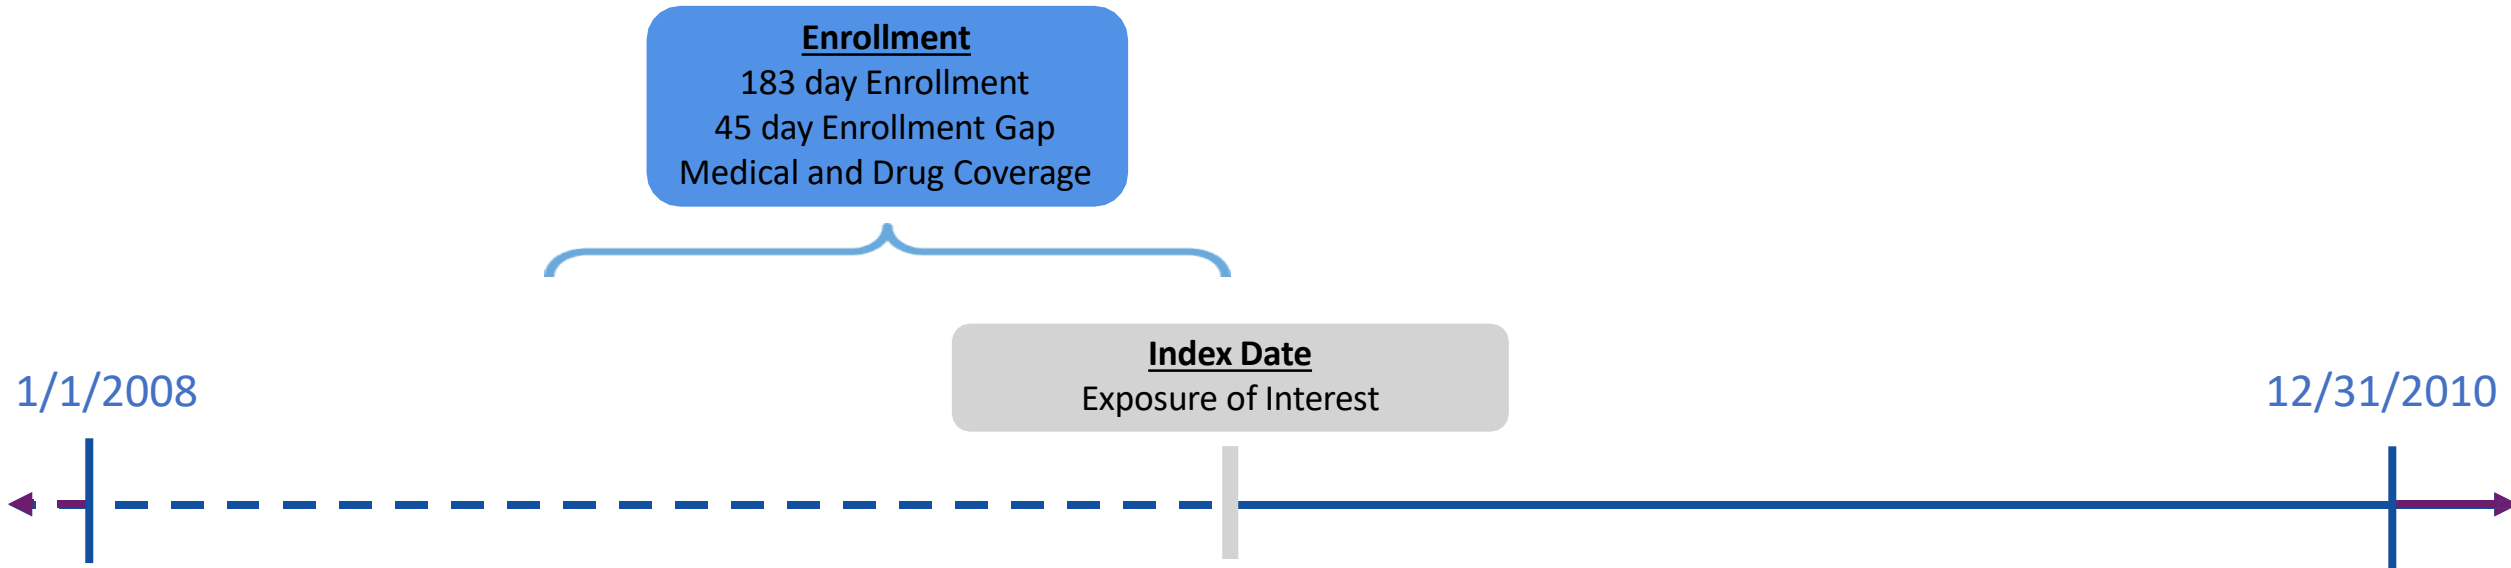 Enrollment
183 day Enrollment
45 day Enrollment Gap
Medical and Drug Coverage
Index Date
Exposure of Interest
1/1/2008
12/31/2010